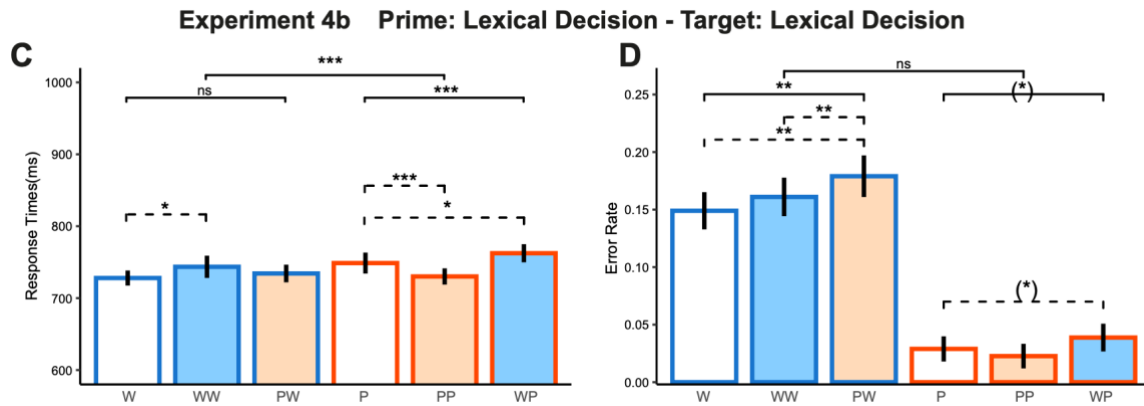 Experiment 4b Prime: Lexical Decision - Target: Lexical Decision
C
Response Times(ms)
1000
900
800
700
600
***
ns
***
***
*
*
W WW PW P PP WP
D
Error Rate
0.25
0.20
0.15
0.10
0.05
0.00
ns
**
(*)
**
**
(*)
W WW PW P PP WP